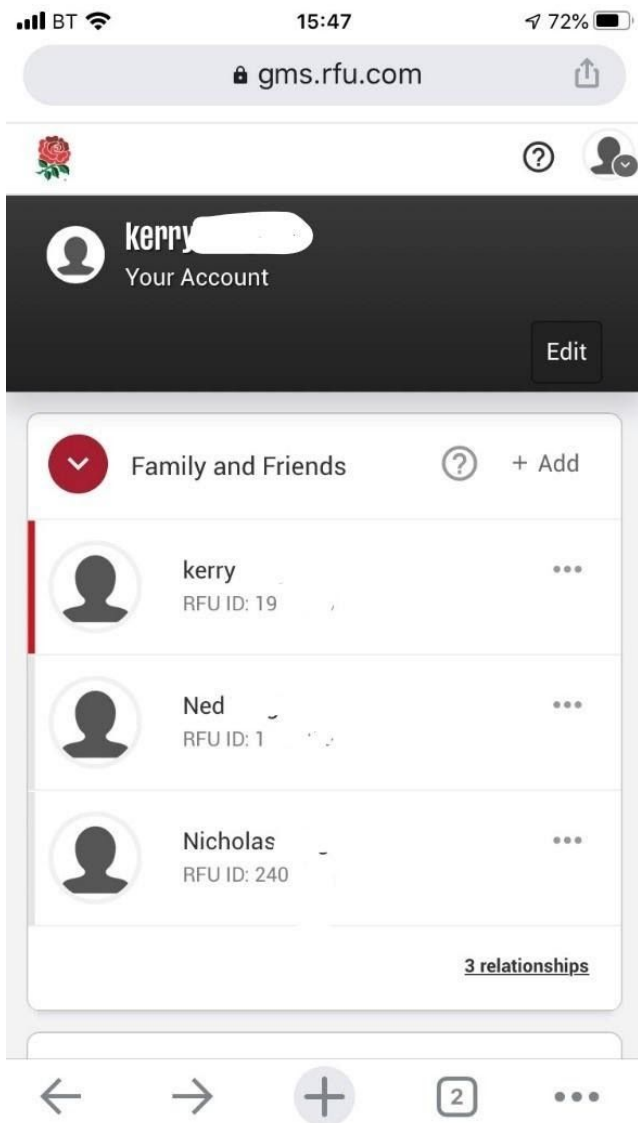 BT 15:47 72%
gms.rfu.com
kerry
Your Account
Edit
Family and Friends + Add
kerry
RFU ID: 19
Ned
RFU ID: 1
Nicholas
RFU ID: 240
3 relationships
2